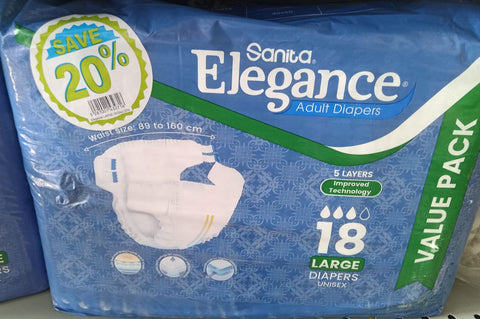 SAVE
20%
Sanita®
Elegance®
Adult Diapers
Waist size: 89 to 160 cm
5 LAYERS
Improved
Technology
18
LARGE
DIAPERS
UNISEX
VALUE PACK